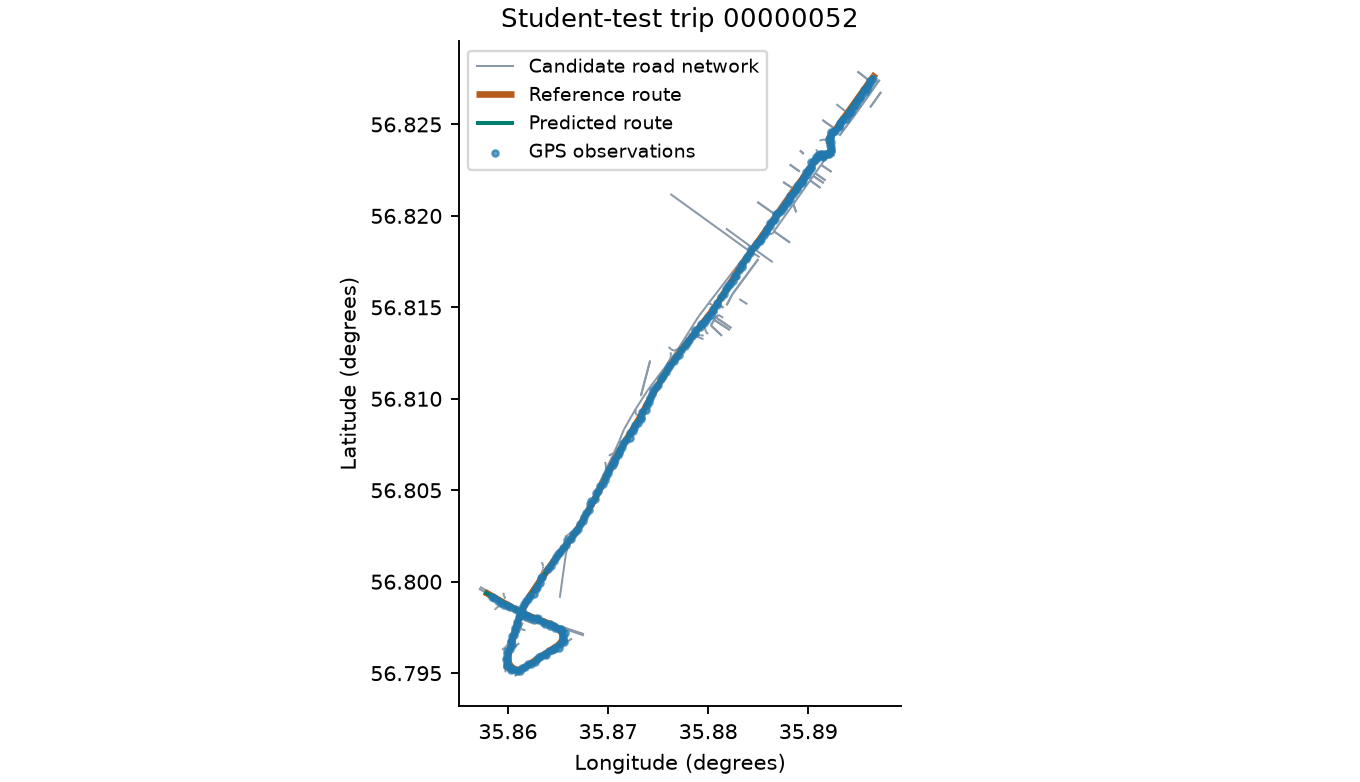 Student-test trip 00000052
Candidate road network
Reference route
Predicted route
GPS observations
56.825
56.820
56.815
56.810
56.805
56.800
56.795
Latitude (degrees)
35.86 35.87 35.88 35.89
Longitude (degrees)